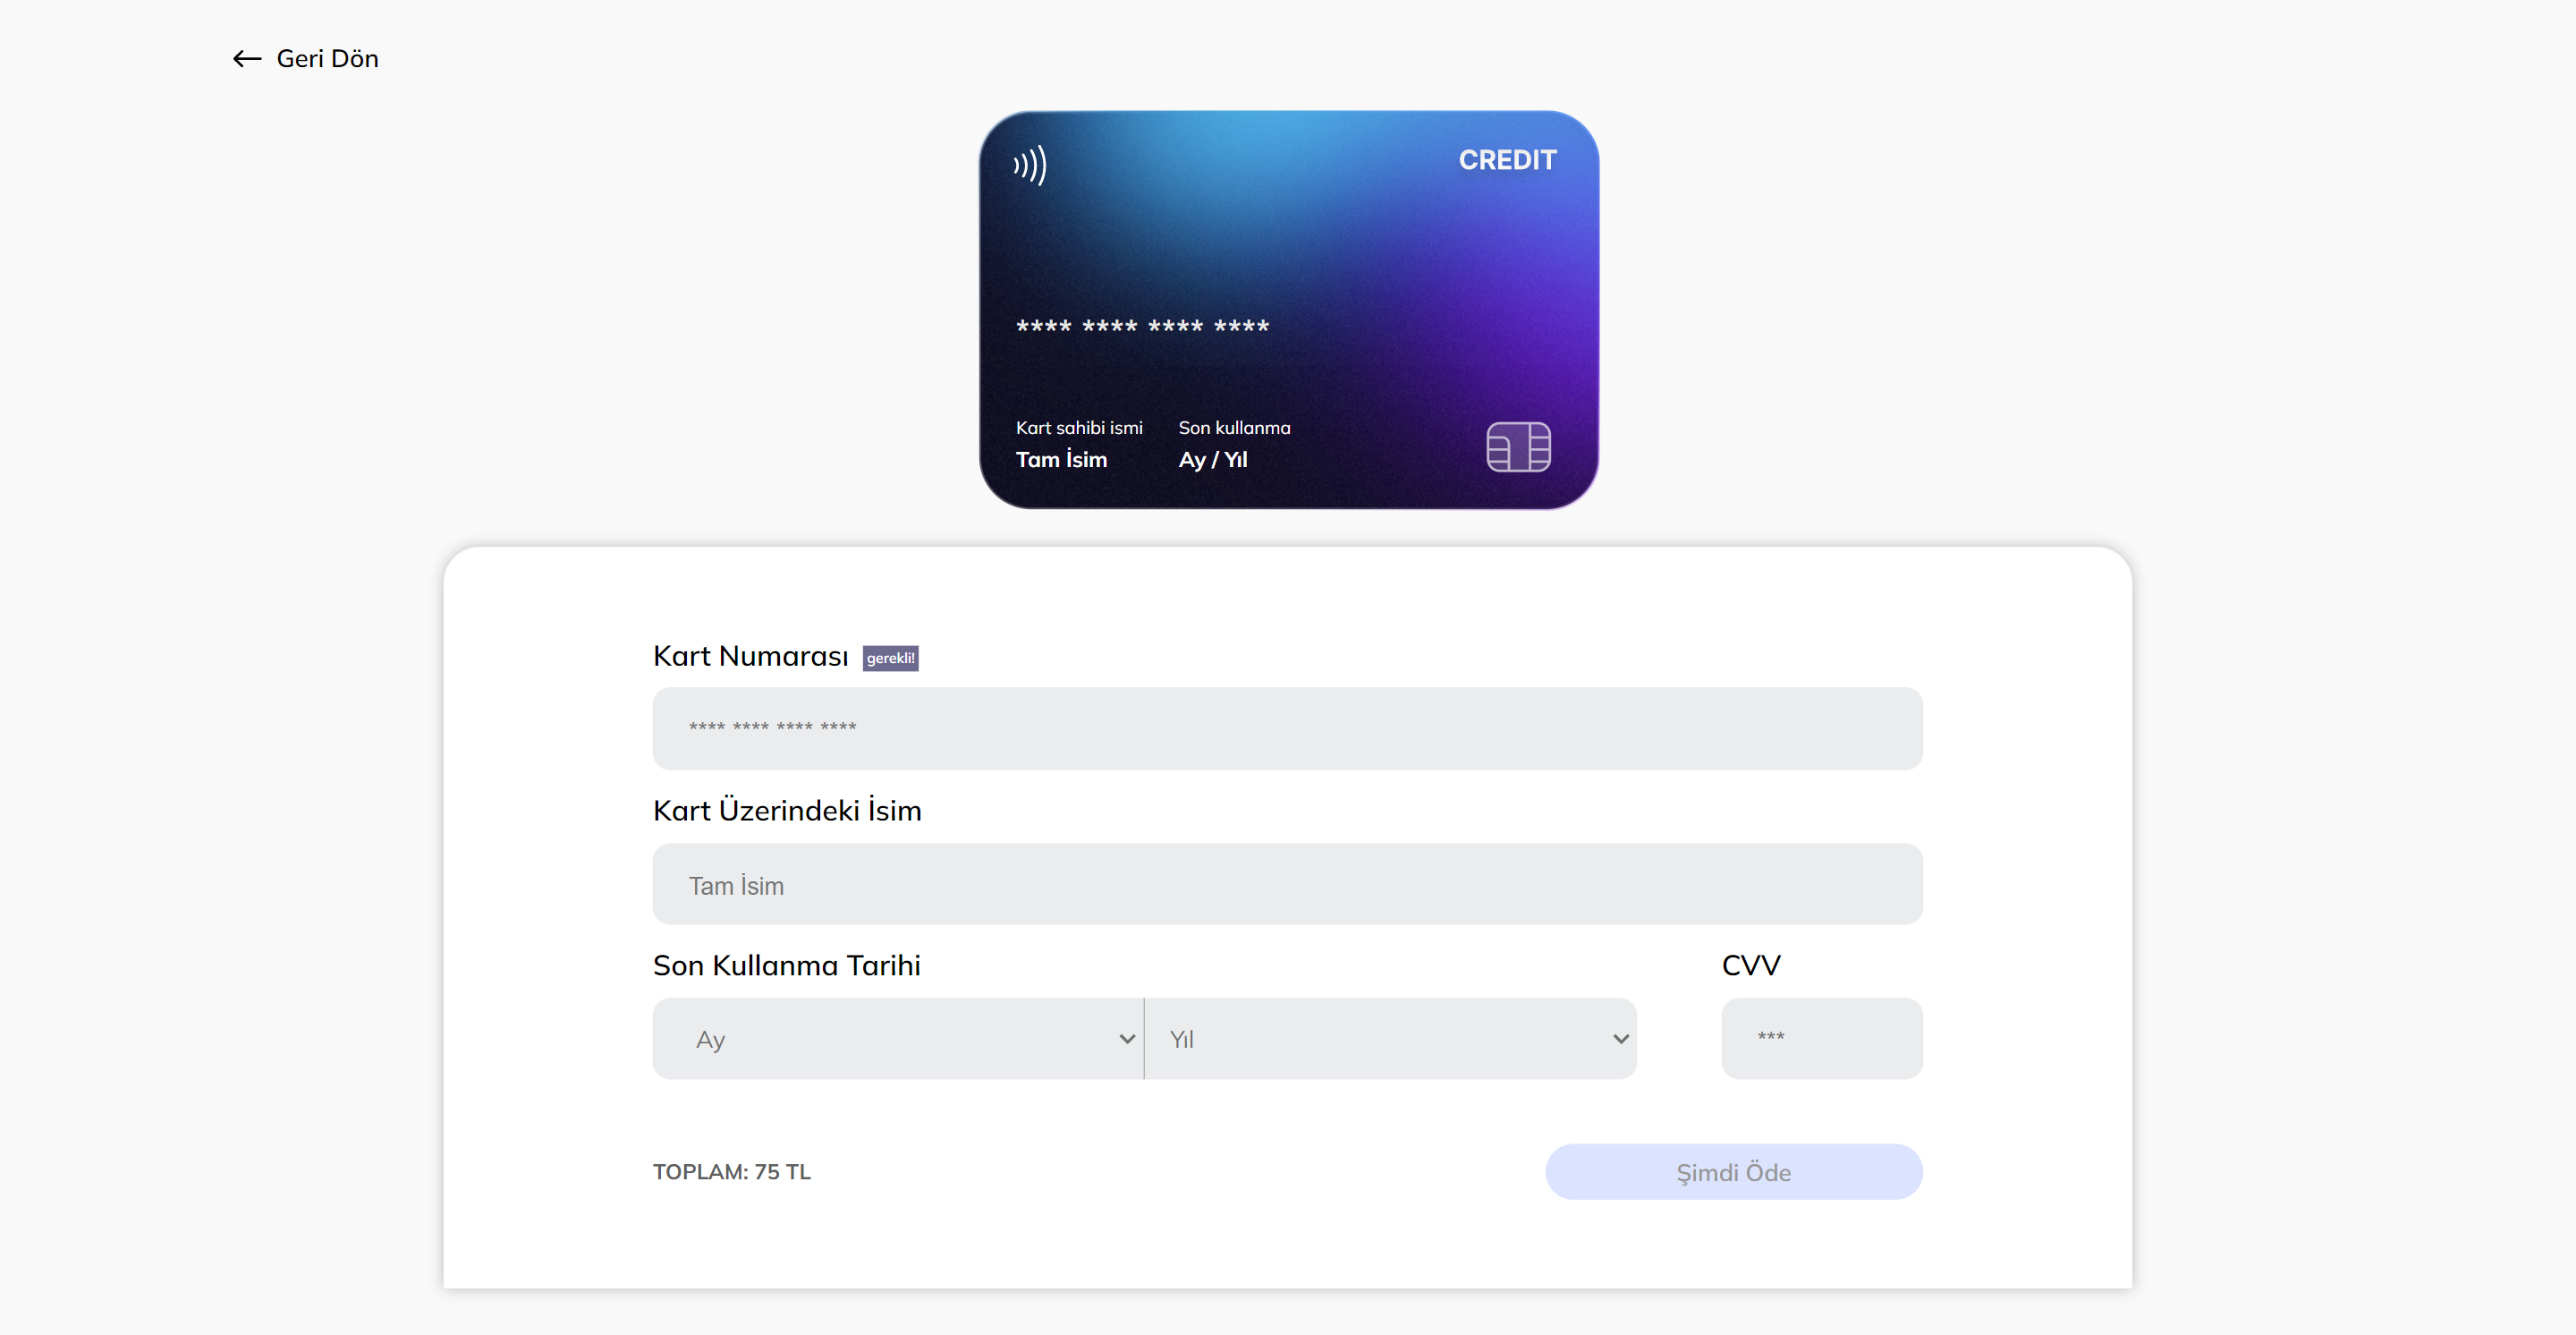 Geri Dön
CREDIT
**** **** **** ****
Kart sahibi ismi Son kullanma
Tam İsim Ay / Yıl
Kart Numarası gerekli!
**** **** **** ****
Kart Üzerindeki İsim
Tam İsim
Son Kullanma Tarihi CVV
Ay Yıl ***
TOPLAM: 75 TL Şimdi Öde